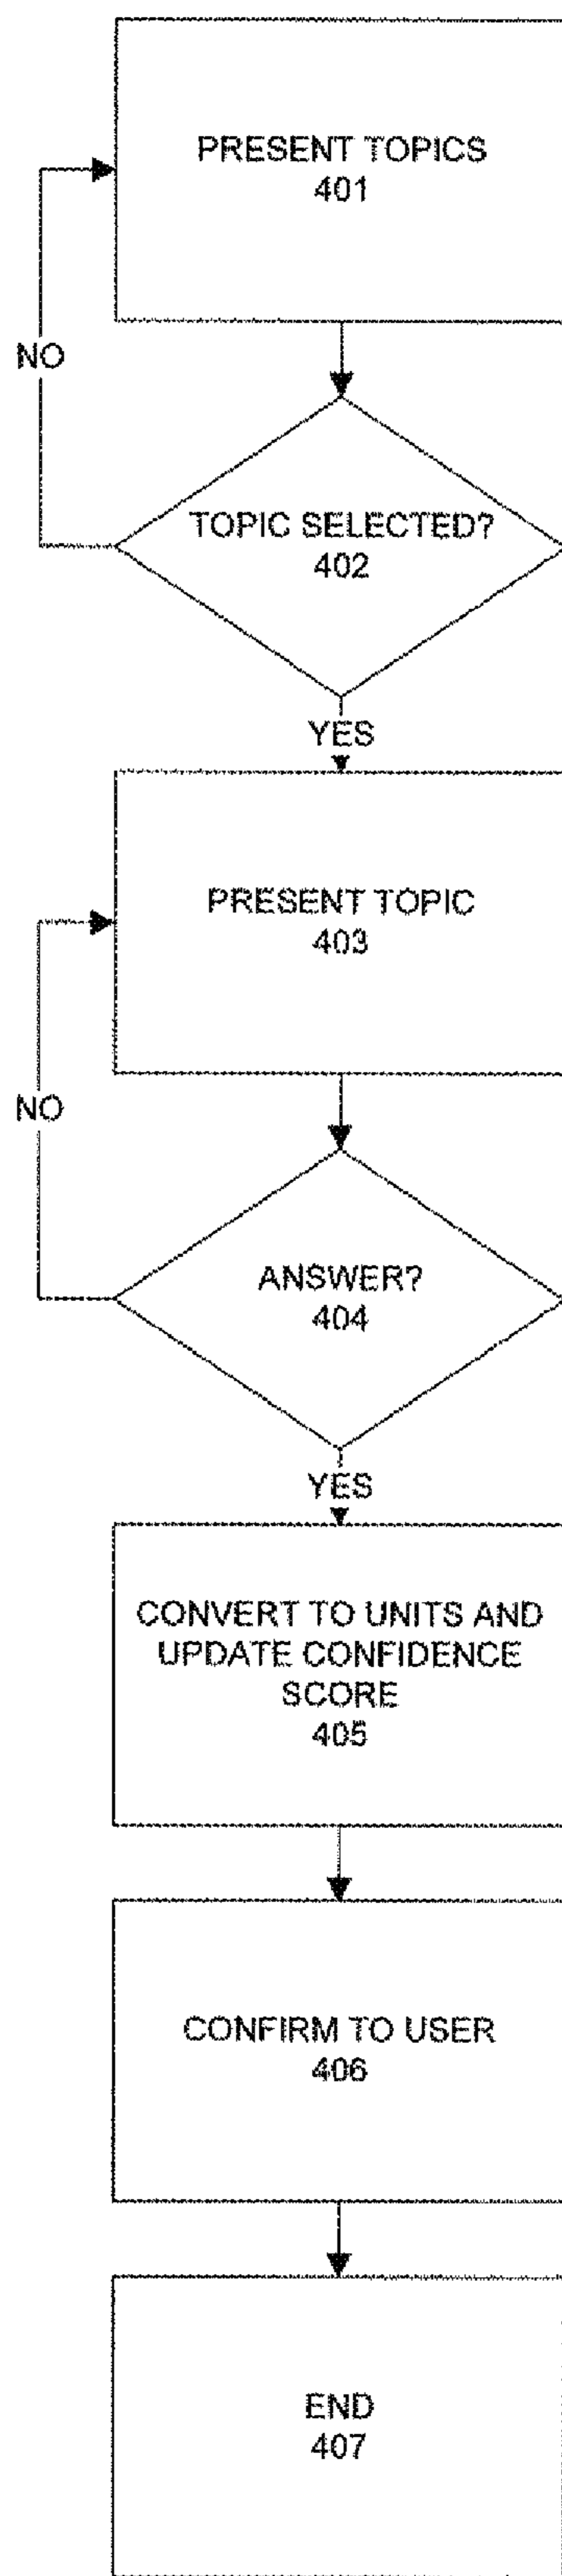 PRESENT TOPICS
401
NO
TOPIC SELECTED?
402
YES
PRESENT TOPIC
403
NO
ANSWER?
404
YES
CONVERT TO UNITS AND
UPDATE CONFIDENCE
SCORE
405
CONFIRM TO USER
406
END
407